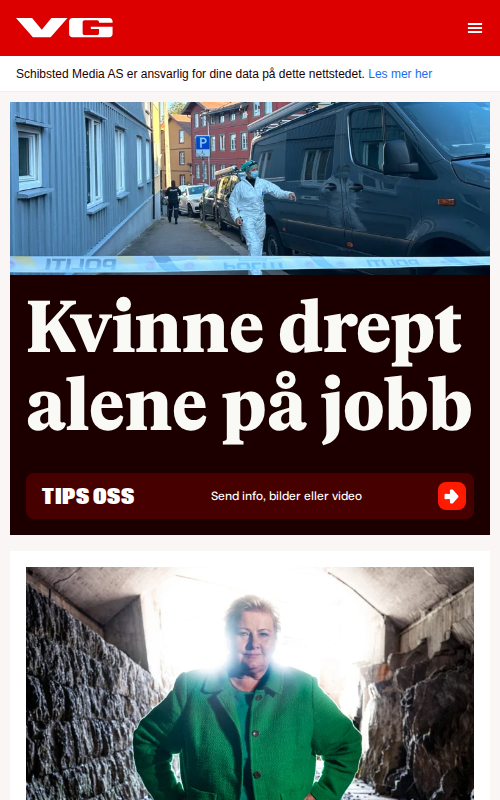 VG
Schibsted Media AS er ansvarlig for dine data på dette nettstedet. Les mer her
P
POLITI
POLITI
Kvinne drept
alene på jobb
TIPS OSS
Send info, bilder eller video